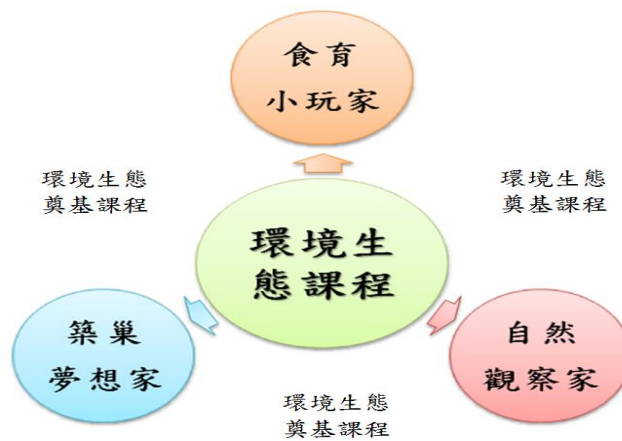 食育
小玩家
環境生態
奠基課程
環境生態
奠基課程
環境生
態課程
築巢
夢想家
自然
觀察家
環境生態
奠基課程